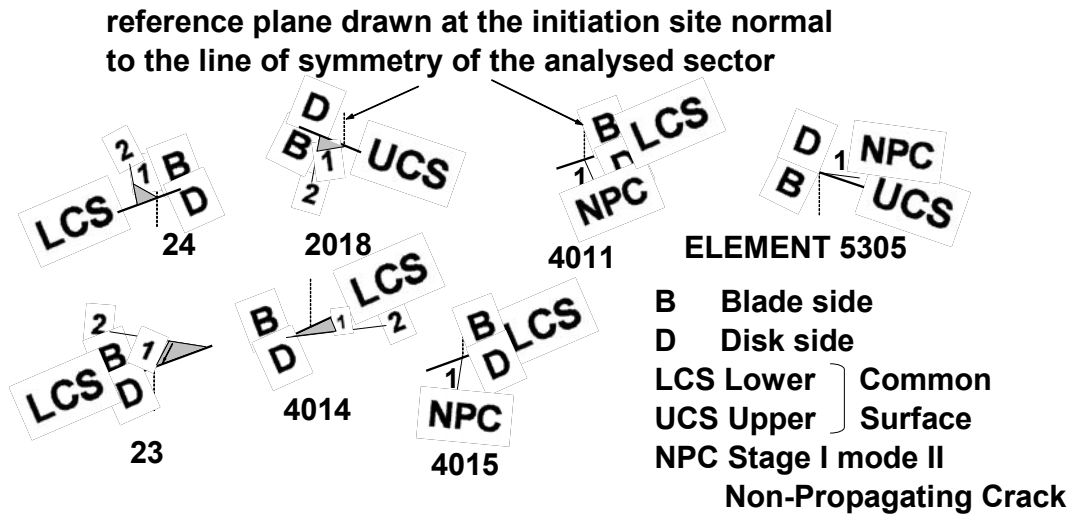 reference plane drawn at the initiation site normal
to the line of symmetry of the analysed sector
2 1 B D LCS 24
D B 1 2 UCS 2018
B D LCS 1 NPC 4011
D B 1 NPC UCS ELEMENT 5305
2 1 B D LCS 23
B D LCS 1 2 4014
B D LCS 1 NPC 4015
B Blade side
D Disk side
LCS Lower Common
UCS Upper Surface
NPC Stage I mode II
Non-Propagating Crack